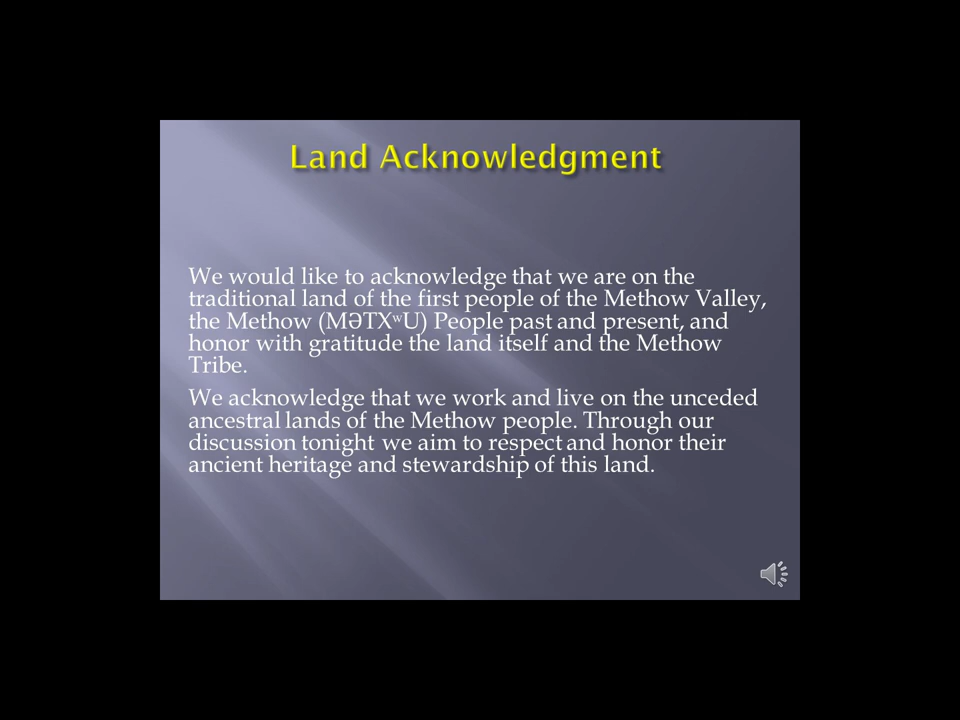 Land Acknowledgment
We would like to acknowledge that we are on the
traditional land of the first people of the Methow Valley,
the Methow (MƏTXʷU) People past and present, and
honor with gratitude the land itself and the Methow
Tribe.
We acknowledge that we work and live on the unceded
ancestral lands of the Methow people. Through our
discussion tonight we aim to respect and honor their
ancient heritage and stewardship of this land.